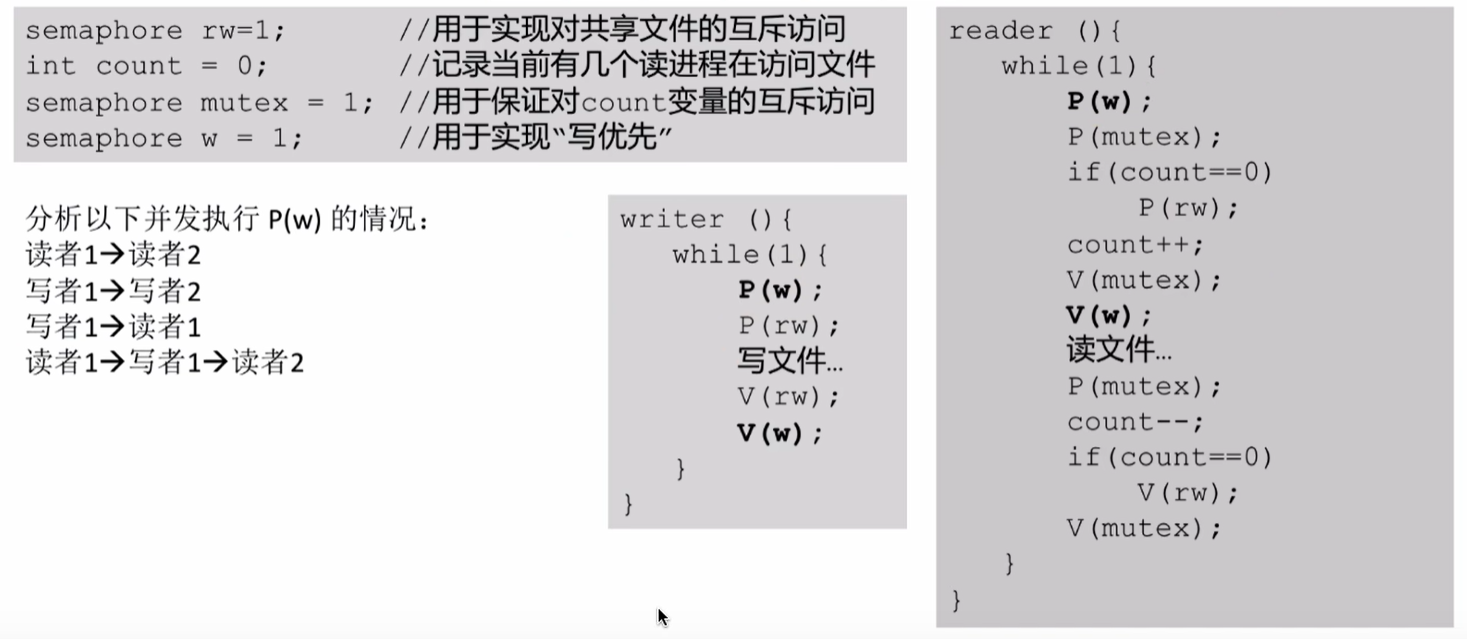 semaphore rw=1; //用于实现对共享文件的互斥访问
int count = 0; //记录当前有几个读进程在访问文件
semaphore mutex = 1; //用于保证对count变量的互斥访问
semaphore w = 1; //用于实现“写优先”
分析以下并发执行 P(w) 的情况：
读者1→读者2
写者1→写者2
写者1→读者1
读者1→写者1→读者2
writer (){
while(1){
P(w);
P(rw);
写文件…
V(rw);
V(w);
}
}
reader (){
while(1){
P(w);
P(mutex);
if(count==0)
P(rw);
count++;
V(mutex);
V(w);
读文件…
P(mutex);
count--;
if(count==0)
V(rw);
V(mutex);
}
}